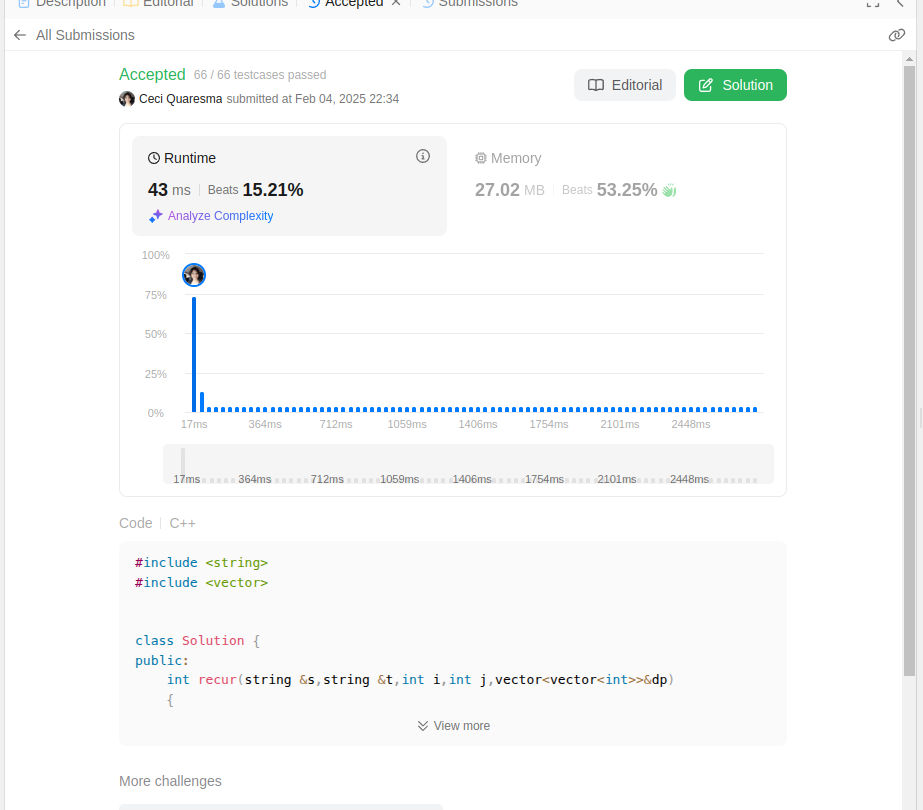 Description Editorial Solutions Accepted Submissions
All Submissions
Accepted 66 / 66 testcases passed
Ceci Quaresma submitted at Feb 04, 2025 22:34
Editorial
Solution
Runtime
43 ms Beats 15.21%
Analyze Complexity
Memory
27.02 MB Beats 53.25%
100%
75%
50%
25%
0%
17ms 364ms 712ms 1059ms 1406ms 1754ms 2101ms 2448ms
17ms 364ms 712ms 1059ms 1406ms 1754ms 2101ms 2448ms
Code C++
#include <string>
#include <vector>
class Solution {
public:
    int recur(string &s,string &t,int i,int j,vector<vector<int>>&dp)
    {
View more
More challenges